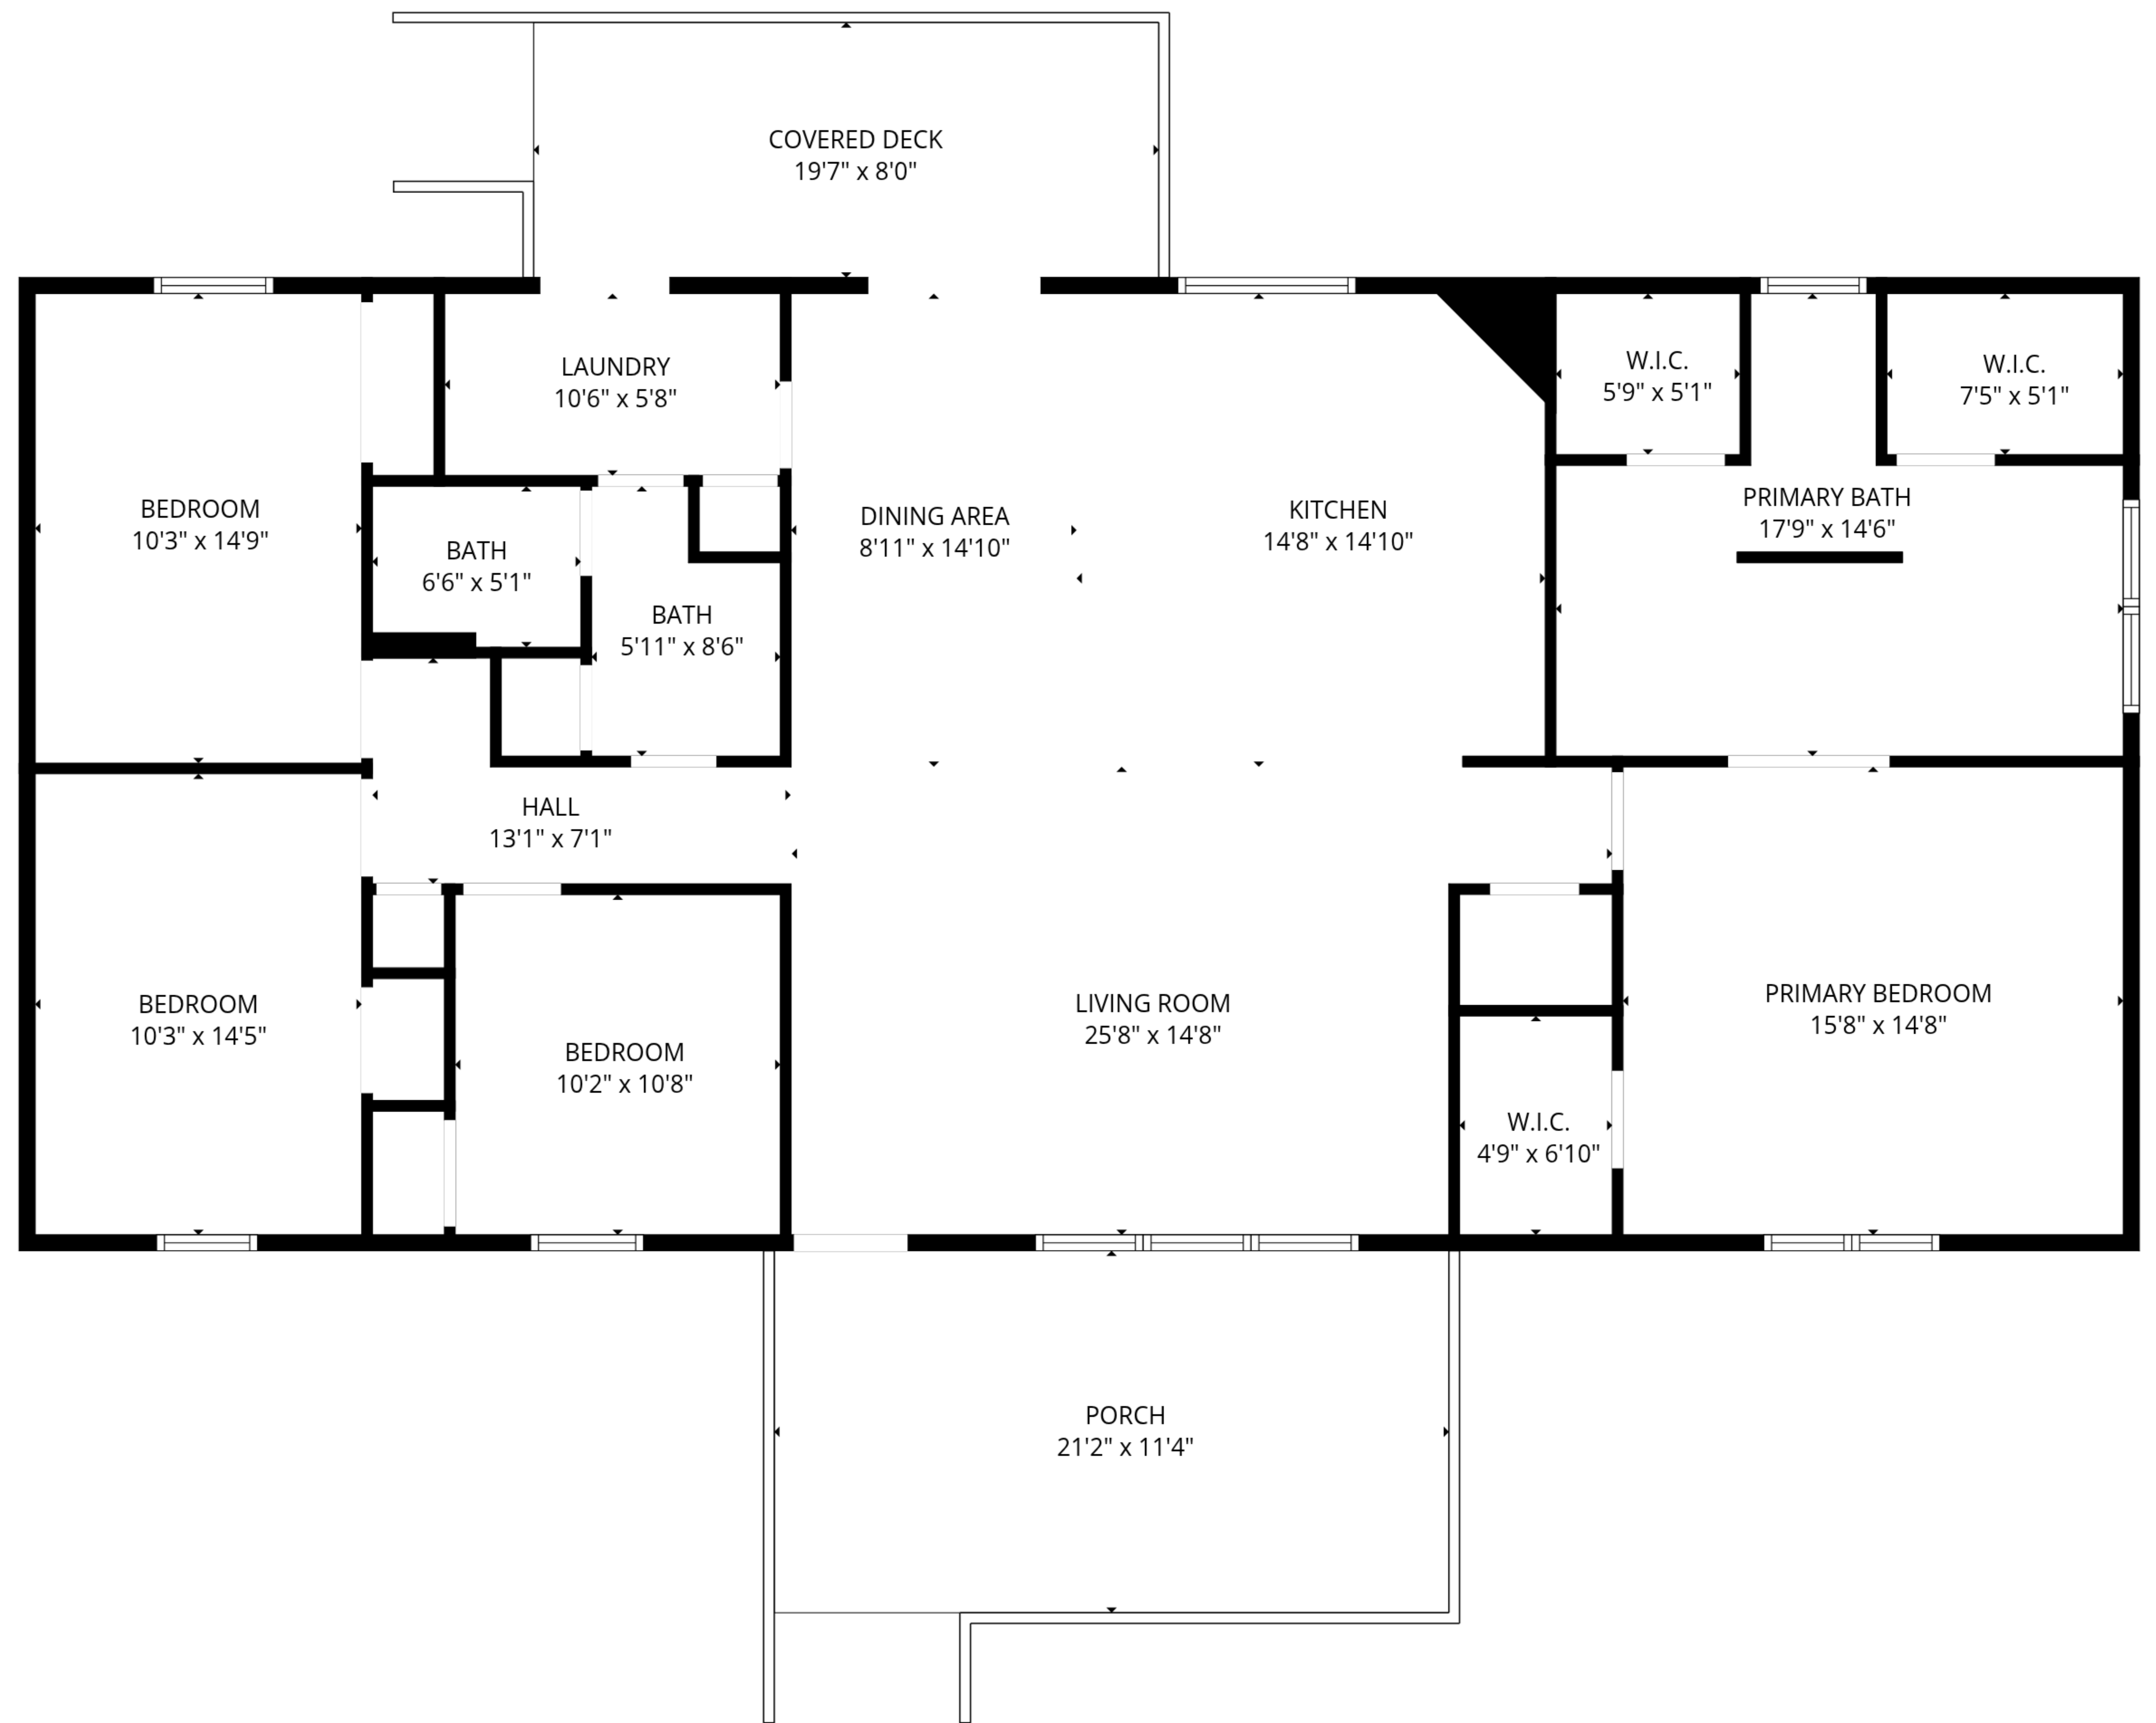 COVERED DECK
19'7" x 8'0"
LAUNDRY
10'6" x 5'8"
W.I.C.
5'9" x 5'1"
W.I.C.
7'5" x 5'1"
BEDROOM
10'3" x 14'9"
BATH
6'6" x 5'1"
BATH
5'11" x 8'6"
DINING AREA
8'11" x 14'10"
KITCHEN
14'8" x 14'10"
PRIMARY BATH
17'9" x 14'6"
HALL
13'1" x 7'1"
BEDROOM
10'3" x 14'5"
BEDROOM
10'2" x 10'8"
LIVING ROOM
25'8" x 14'8"
PRIMARY BEDROOM
15'8" x 14'8"
W.I.C.
4'9" x 6'10"
PORCH
21'2" x 11'4"